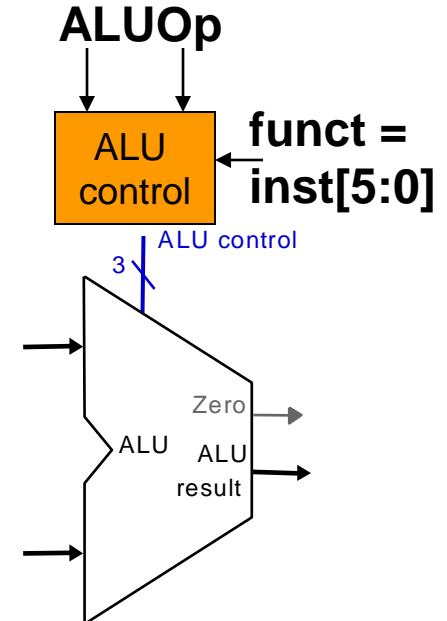 ALUOp
ALU
control
funct =
inst[5:0]
ALU control
3
Zero
ALU
ALU
result